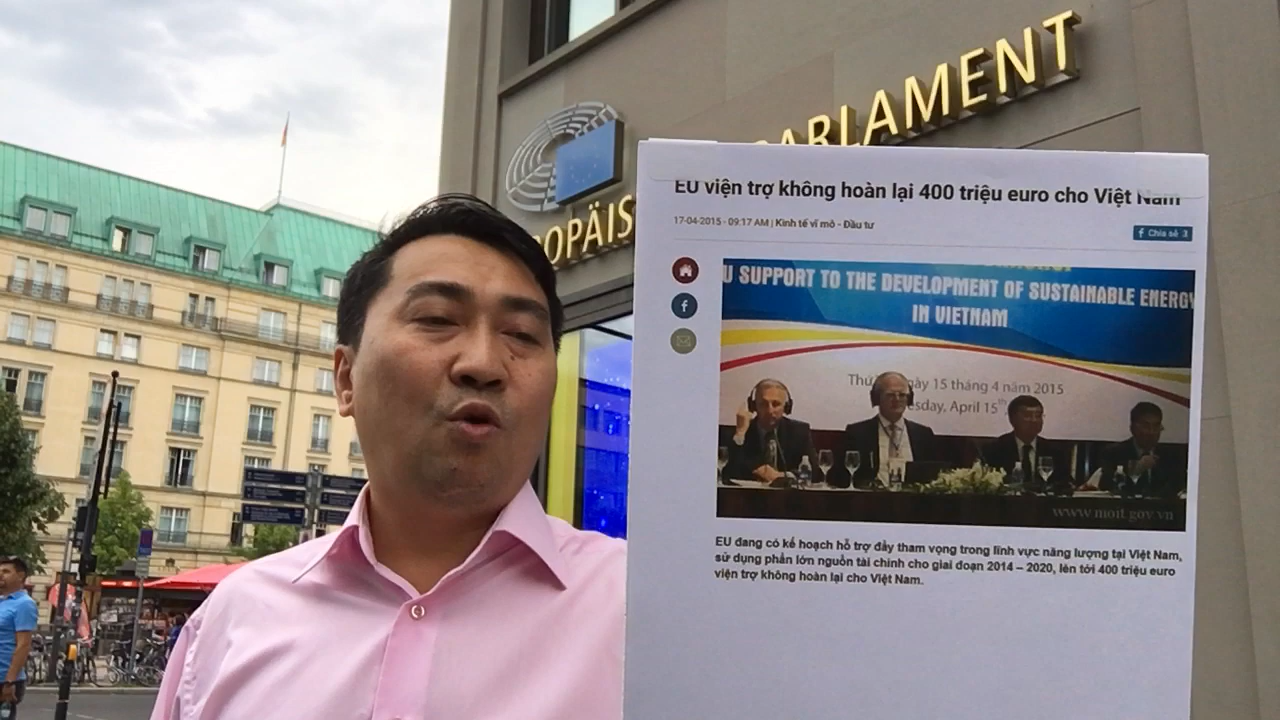 PARLAMENT
OPÄIS
EU viện trợ không hoàn lại 400 triệu euro cho Việt Nam
17-04-2015 - 09:17 AM | Kinh tế vĩ mô - Đầu tư
Chia sẻ 3
U SUPPORT TO THE DEVELOPMENT OF SUSTAINABLE ENERGY
IN VIETNAM
Thứ ngày 15 tháng 4 năm 2015
esday, April 15th
www.moit.gov.vn
EU đang có kế hoạch hỗ trợ đầy tham vọng trong lĩnh vực năng lượng tại Việt Nam,
sử dụng phần lớn nguồn tài chính cho giai đoạn 2014 – 2020, lên tới 400 triệu euro
viện trợ không hoàn lại cho Việt Nam.